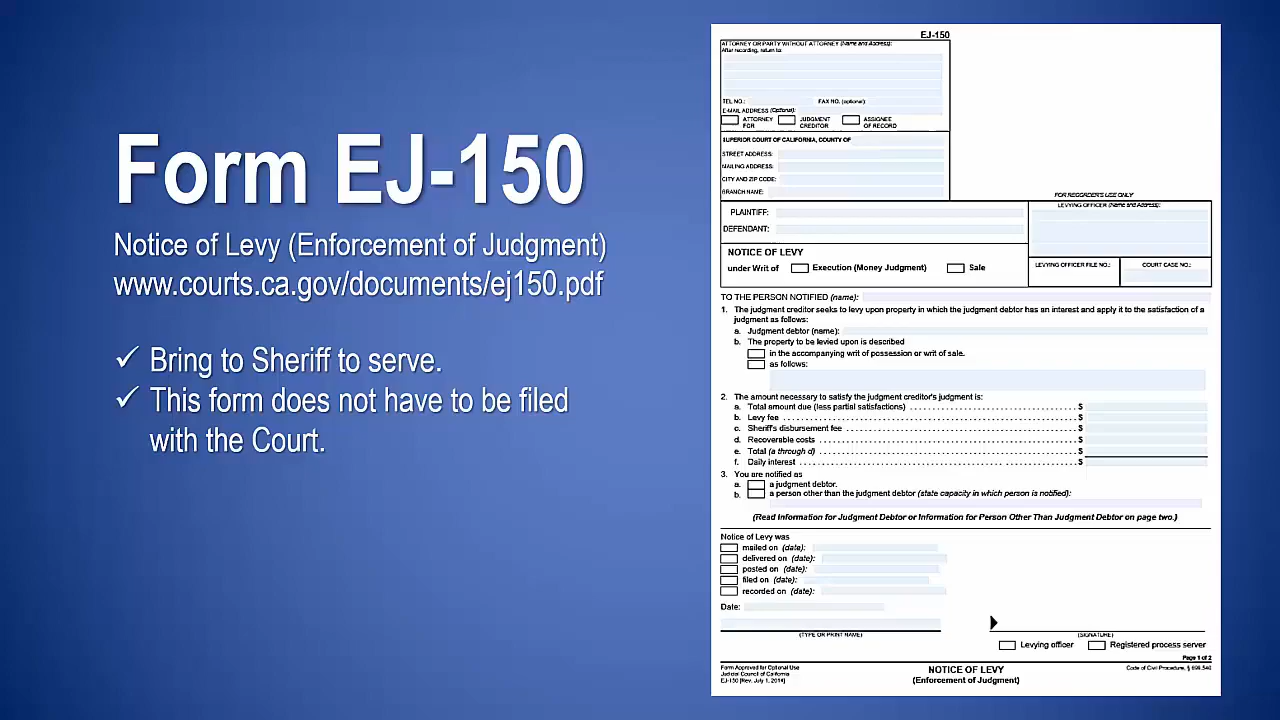 Form EJ-150
Notice of Levy (Enforcement of Judgment)
www.courts.ca.gov/documents/ej150.pdf
✓ Bring to Sheriff to serve.
✓ This form does not have to be filed
with the Court.
EJ-150
ATTORNEY OR PARTY WITHOUT ATTORNEY (Name and Address):
After recording, return to:
TEL NO.: FAX NO. (optional):
E-MAIL ADDRESS (Optional):
ATTORNEY FOR JUDGMENT CREDITOR ASSIGNEE OF RECORD
SUPERIOR COURT OF CALIFORNIA, COUNTY OF
STREET ADDRESS:
MAILING ADDRESS:
CITY AND ZIP CODE:
BRANCH NAME:
FOR RECORDER'S USE ONLY
PLAINTIFF:
DEFENDANT:
LEVYING OFFICER (Name and Address):
NOTICE OF LEVY
under Writ of Execution (Money Judgment) Sale
LEVYING OFFICER FILE NO.: COURT CASE NO.:
TO THE PERSON NOTIFIED (name):
1. The judgment creditor seeks to levy upon property in which the judgment debtor has an interest and apply it to the satisfaction of a
judgment as follows:
a. Judgment debtor (name):
b. The property to be levied upon is described
in the accompanying writ of possession or writ of sale.
as follows:
2. The amount necessary to satisfy the judgment creditor's judgment is:
a. Total amount due (less partial satisfactions) $
b. Levy fee $
c. Sheriff's disbursement fee $
d. Recoverable costs $
e. Total (a through d) $
f. Daily interest $
3. You are notified as
a. a judgment debtor.
b. a person other than the judgment debtor (state capacity in which person is notified):
(Read Information for Judgment Debtor or Information for Person Other Than Judgment Debtor on page two.)
Notice of Levy was
mailed on (date):
delivered on (date):
posted on (date):
filed on (date):
recorded on (date):
Date:
(TYPE OR PRINT NAME) (SIGNATURE)
Levying officer Registered process server
Page 1 of 2
Form Approved for Optional Use
Judicial Council of California
EJ-150 [Rev. July 1, 2014]
NOTICE OF LEVY
(Enforcement of Judgment)
Code of Civil Procedure, § 699.540